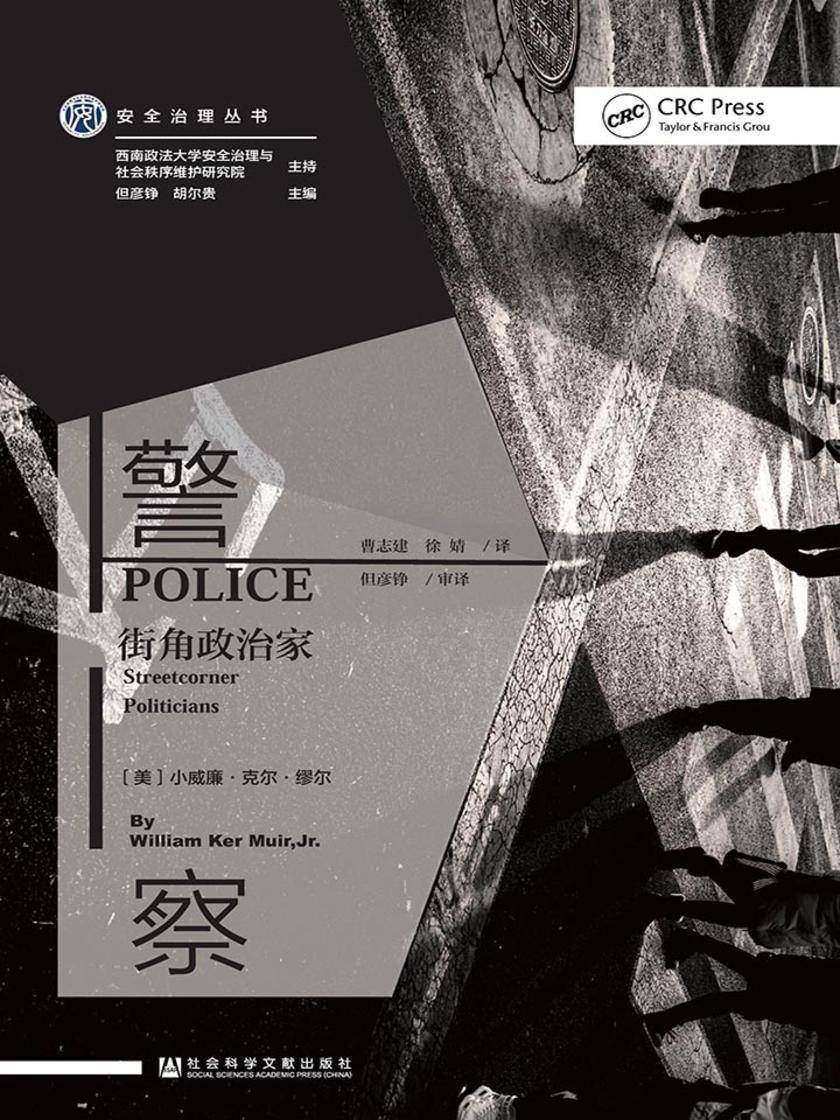 安全治理丛书
西南政法大学安全治理与
社会秩序维护研究院 主持
但彦铮 胡尔贵 主编
CRC
CRC Press
Taylor & Francis Grou
警
曹志建 徐婧 /译
POLICE
但彦铮 /审译
街角政治家
Streetcorner
Politicians
[美]小威廉·克尔·缪尔
By
William Ker Muir,Jr.
察
社会科学文献出版社
SOCIAL SCIENCES ACADEMIC PRESS (CHINA)